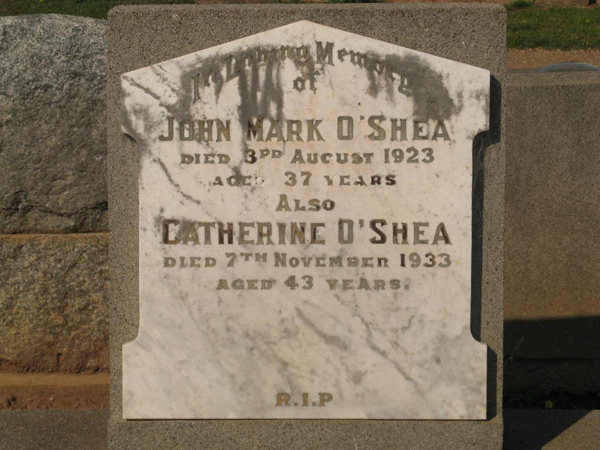 In Loving Memory
of
JOHN MARK O'SHEA
DIED 3RD AUGUST 1923
AGED 37 YEARS
ALSO
CATHERINE O'SHEA
DIED 7TH NOVEMBER 1933
AGED 43 YEARS.
R.I.P